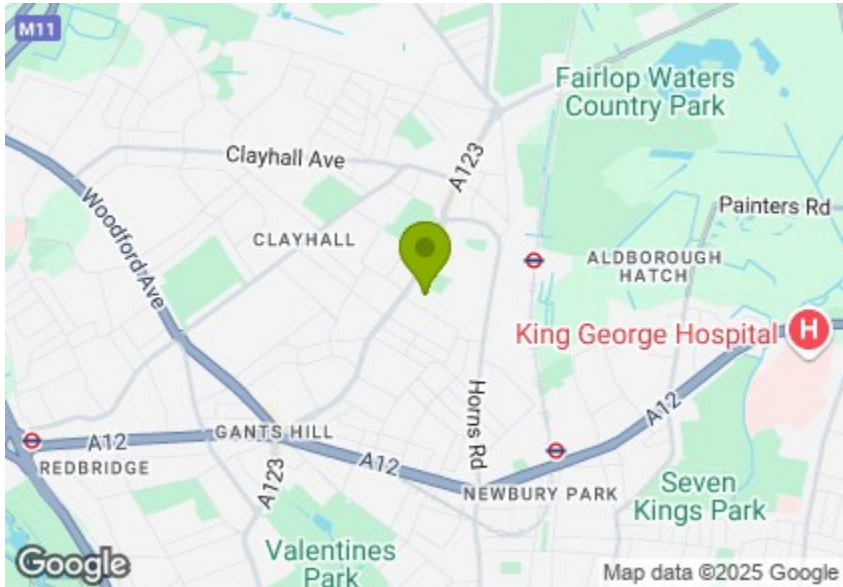 M11
Fairlop Waters
Country Park
Clayhall Ave
A123
Painters Rd
Woodford Ave
CLAYHALL
ALDBOROUGH
HATCH
King George Hospital
H
Horns Rd
A12
A12
GANTS HILL
REDBRIDGE
A123
A12
NEWBURY PARK
Seven
Kings Park
Valentines
Park
Google
Map data ©2025 Google